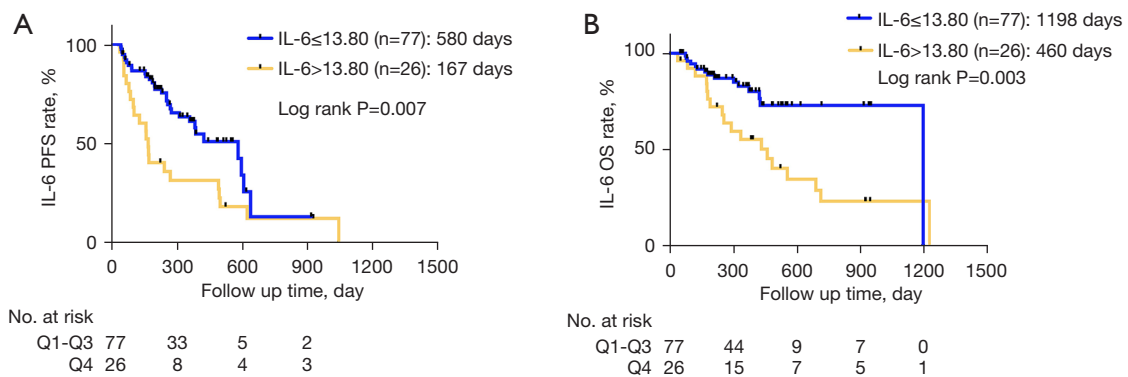 A
IL-6≤13.80 (n=77): 580 days
IL-6>13.80 (n=26): 167 days
Log rank P=0.007
IL-6 PFS rate, %
100
50
0
0 300 600 900 1200 1500
Follow up time, day
No. at risk
Q1-Q3 77 33 5 2
Q4 26 8 4 3
B
IL-6≤13.80 (n=77): 1198 days
IL-6>13.80 (n=26): 460 days
Log rank P=0.003
IL-6 OS rate, %
100
50
0
0 300 600 900 1200 1500
Follow up time, day
No. at risk
Q1-Q3 77 44 9 7 0
Q4 26 15 7 5 1